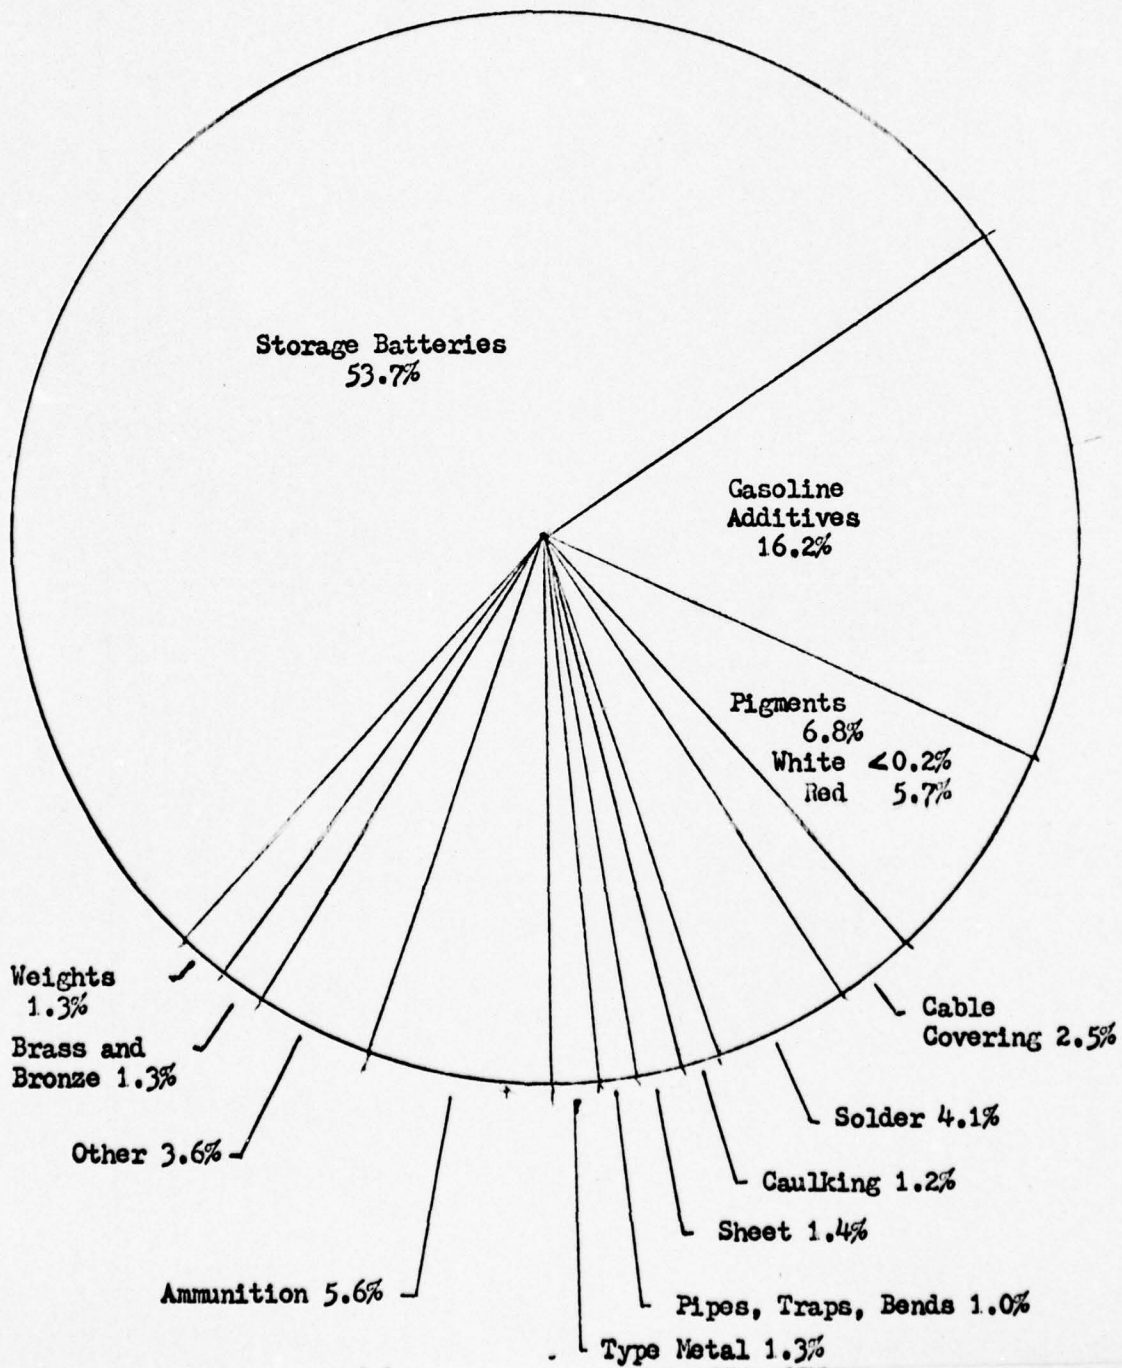 Storage Batteries
53.7%
Gasoline
Additives
16.2%
Pigments
6.8%
White <0.2%
Red 5.7%
Cable
Covering 2.5%
Solder 4.1%
Caulking 1.2%
Sheet 1.4%
Pipes, Traps, Bends 1.0%
Type Metal 1.3%
Ammunition 5.6%
Other 3.6%
Brass and
Bronze 1.3%
Weights
1.3%